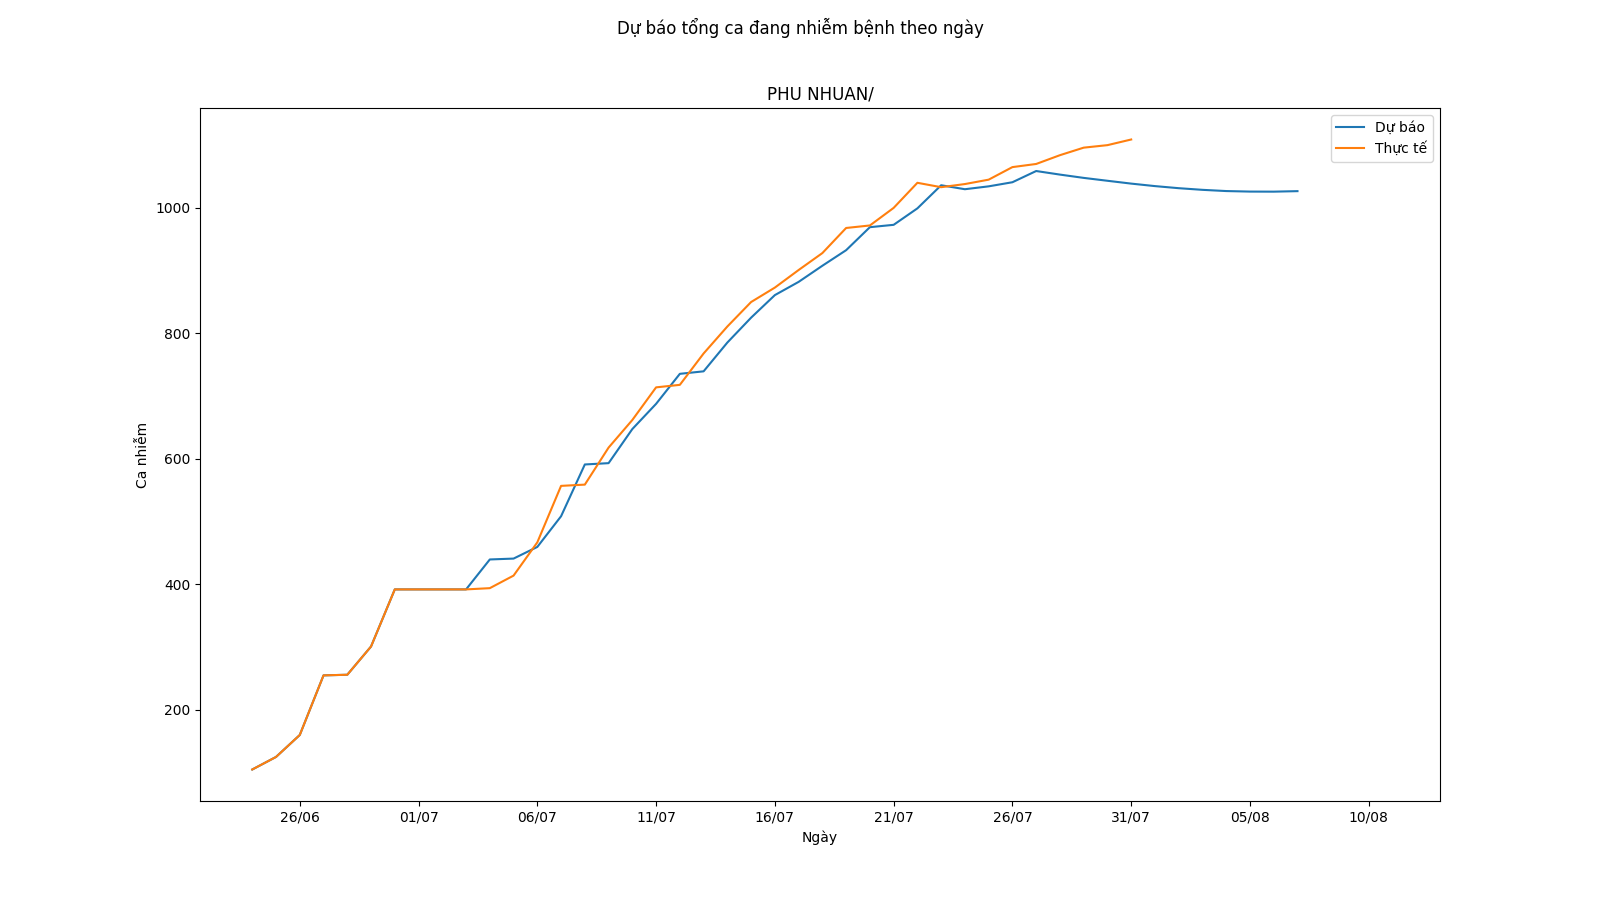 Dự báo tổng ca đang nhiễm bệnh theo ngày
PHU NHUAN/
Dự báo
Thực tế
1000
800
600
400
200
Ca nhiễm
26/06 01/07 06/07 11/07 16/07 21/07 26/07 31/07 05/08 10/08
Ngày